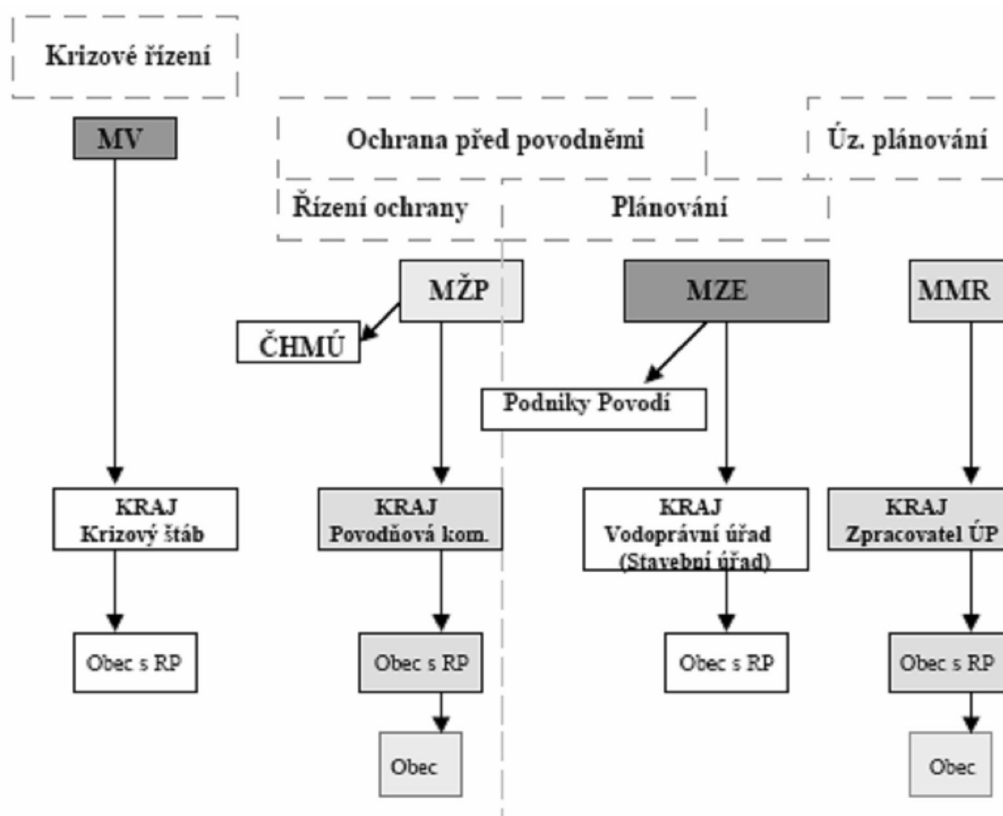 Krizové řízení
MV
Ochrana před povodněmi
Úz. plánování
Řízení ochrany
Plánování
MŽP
MZE
MMR
ČHMÚ
Podniky Povodí
KRAJ
Krizový štáb
KRAJ
Povodňová kom.
KRAJ
Vodoprávní úřad
(Stavební úřad)
KRAJ
Zpracovatel ÚP
Obec s RP
Obec s RP
Obec s RP
Obec s RP
Obec
Obec